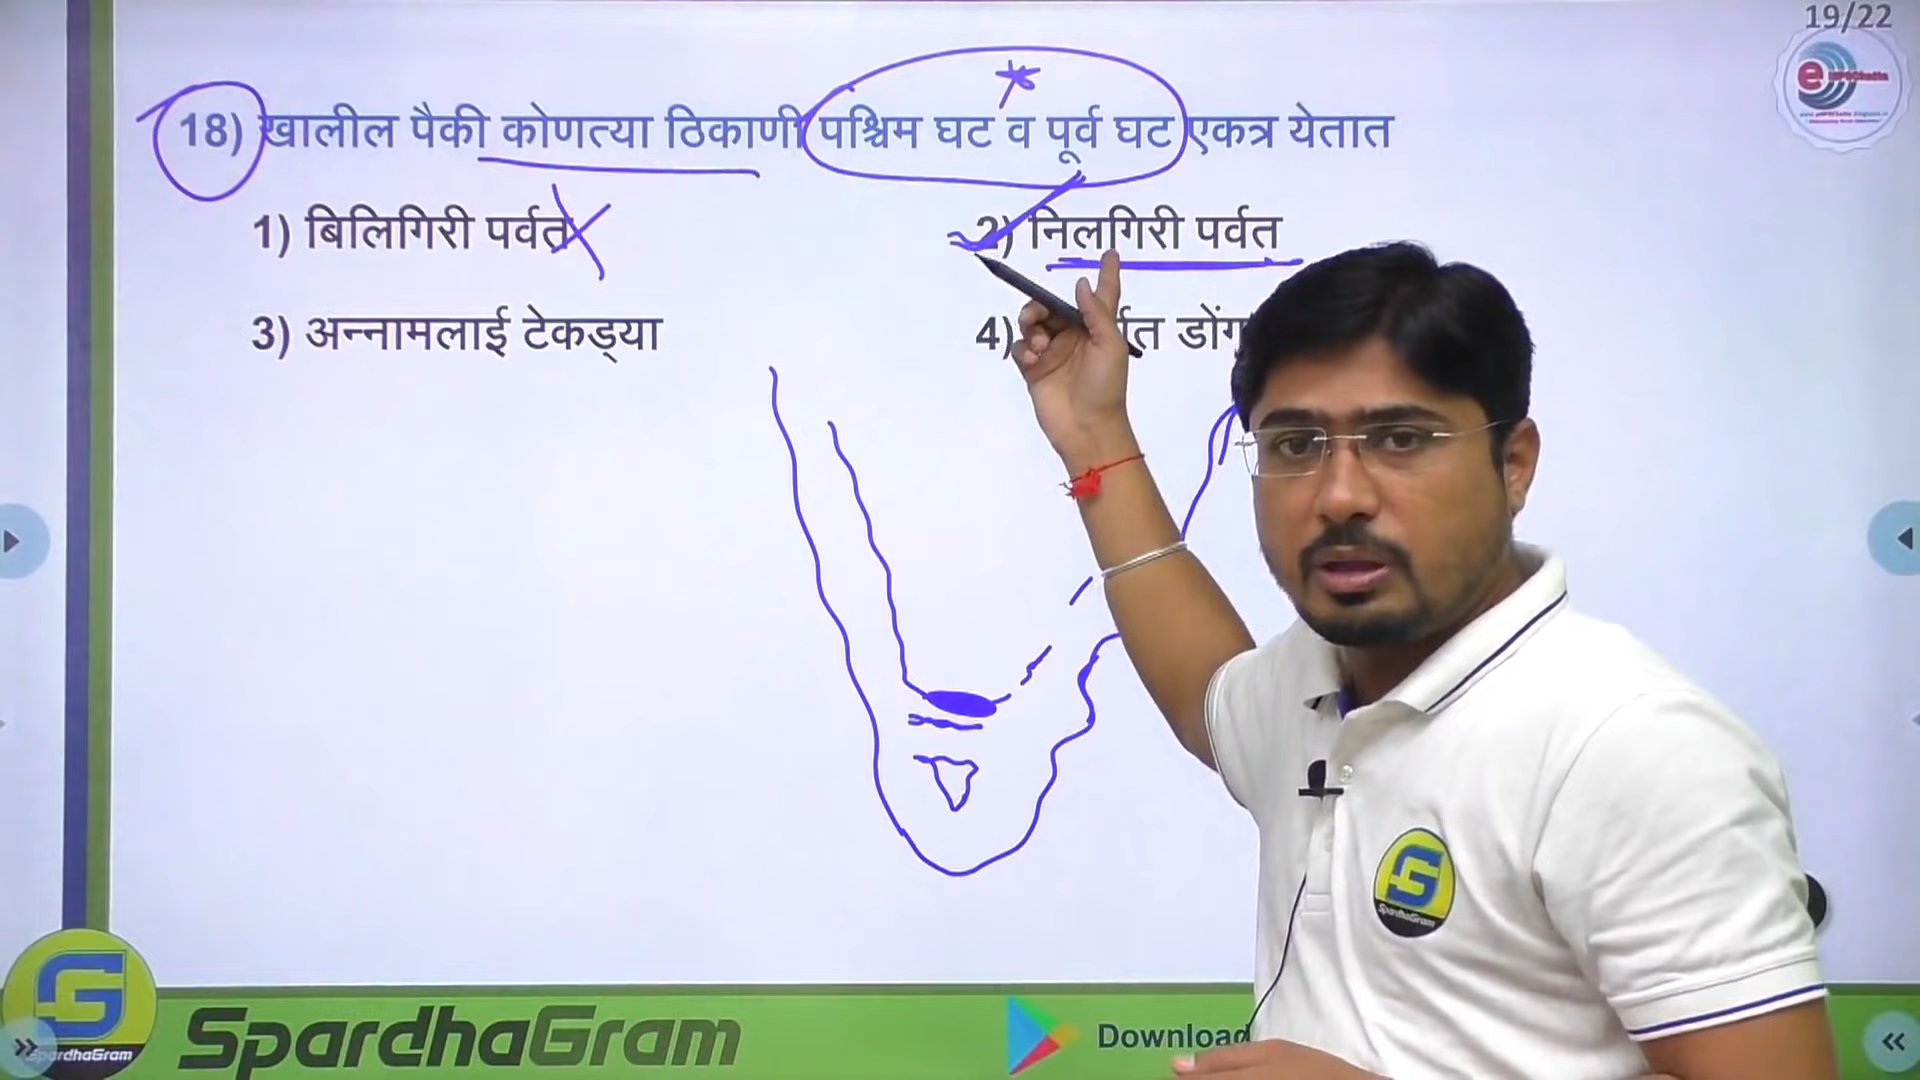 19/22
18) खालील पैकी कोणत्या ठिकाणी पश्चिम घट व पूर्व घट एकत्र येतात
1) बिलिगिरी पर्वत
2) निलगिरी पर्वत
3) अन्नामलाई टेकड्या
4)
SpardhaGram
SpardhaGram
Download